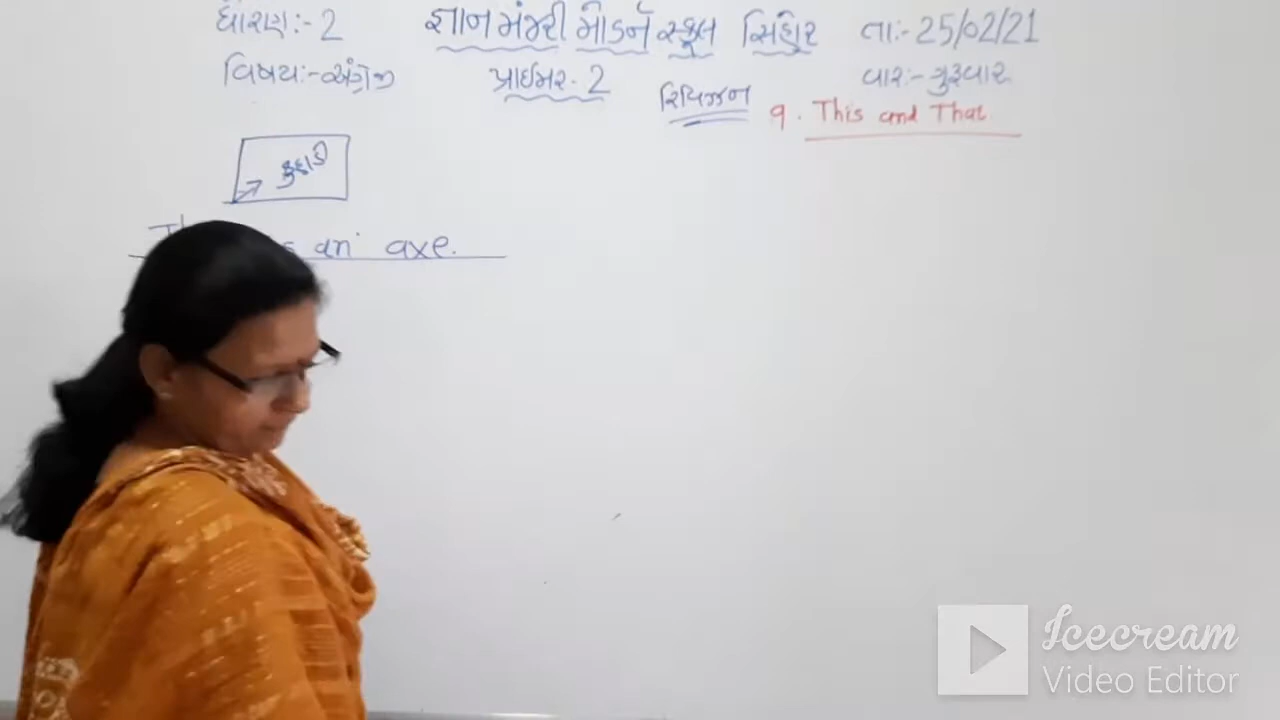 ધોરણ:- 2 જ્ઞાન મંજરી મોડર્ન સ્કૂલ સિહોર તા:- 25/02/21
વિષય:- અંગ્રેજી પ્રાઈમર - 2 વાર:- ગુરુવાર
રિવિઝન 9. This and That
કુહાડી
an axe.
Icecream
Video Editor